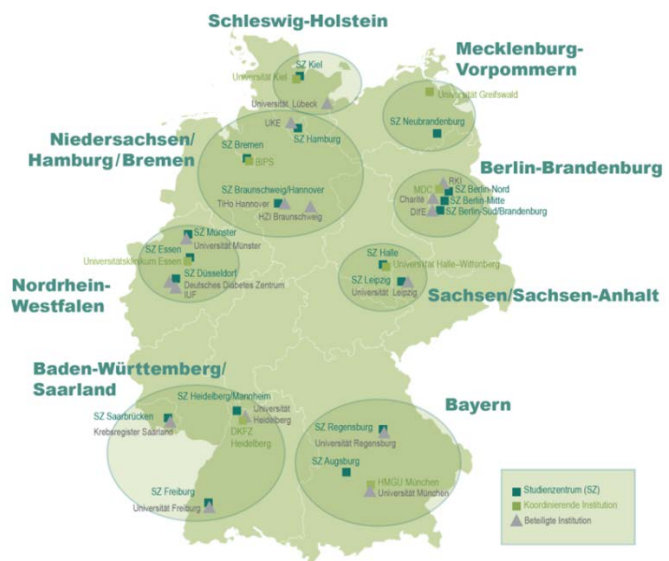 Schleswig-Holstein
SZ Kiel
Universität Kiel
Universität Lübeck
Mecklenburg-
Vorpommern
Universität Greifswald
SZ Neubrandenburg
Niedersachsen/
Hamburg/Bremen
UKE
SZ Hamburg
SZ Bremen
BIPS
SZ Braunschweig/Hannover
TiHo Hannover
HZI Braunschweig
Berlin-Brandenburg
RKI
MDC
SZ Berlin-Nord
Charité
SZ Berlin-Mitte
DIfE
SZ Berlin-Süd/Brandenburg
SZ Münster
Universität Münster
SZ Essen
Universitätsklinikum Essen
SZ Düsseldorf
Deutsches Diabetes Zentrum
IUF
Nordrhein-
Westfalen
SZ Halle
Universität Halle-Wittenberg
SZ Leipzig
Universität Leipzig
Sachsen/Sachsen-Anhalt
Baden-Württemberg/
Saarland
SZ Heidelberg/Mannheim
Universität
Heidelberg
DKFZ
Heidelberg
SZ Saarbrücken
Krebsregister Saarland
SZ Freiburg
Universität Freiburg
Bayern
SZ Regensburg
Universität Regensburg
SZ Augsburg
HMGU München
Universität München
Studienzentrum (SZ)
Koordinierende Institution
Beteiligte Institution